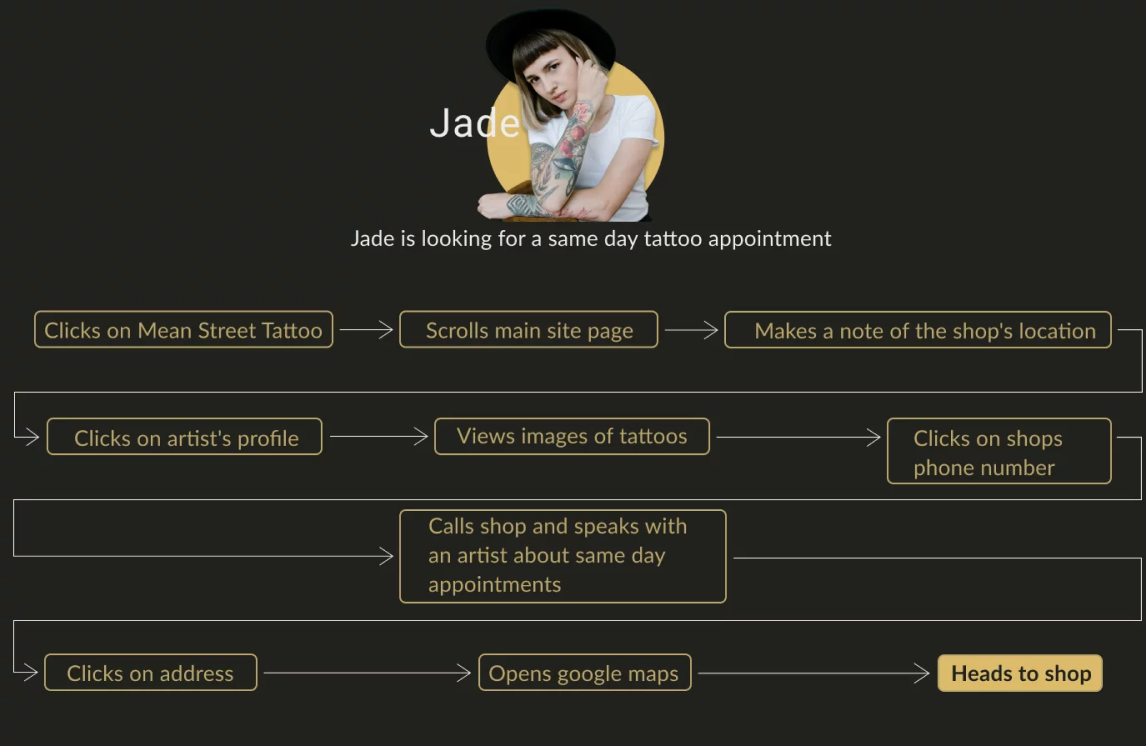 Jade
Jade is looking for a same day tattoo appointment
Clicks on Mean Street Tattoo
Scrolls main site page
Makes a note of the shop's location
Clicks on artist's profile
Views images of tattoos
Clicks on shops
phone number
Calls shop and speaks with
an artist about same day
appointments
Clicks on address
Opens google maps
Heads to shop